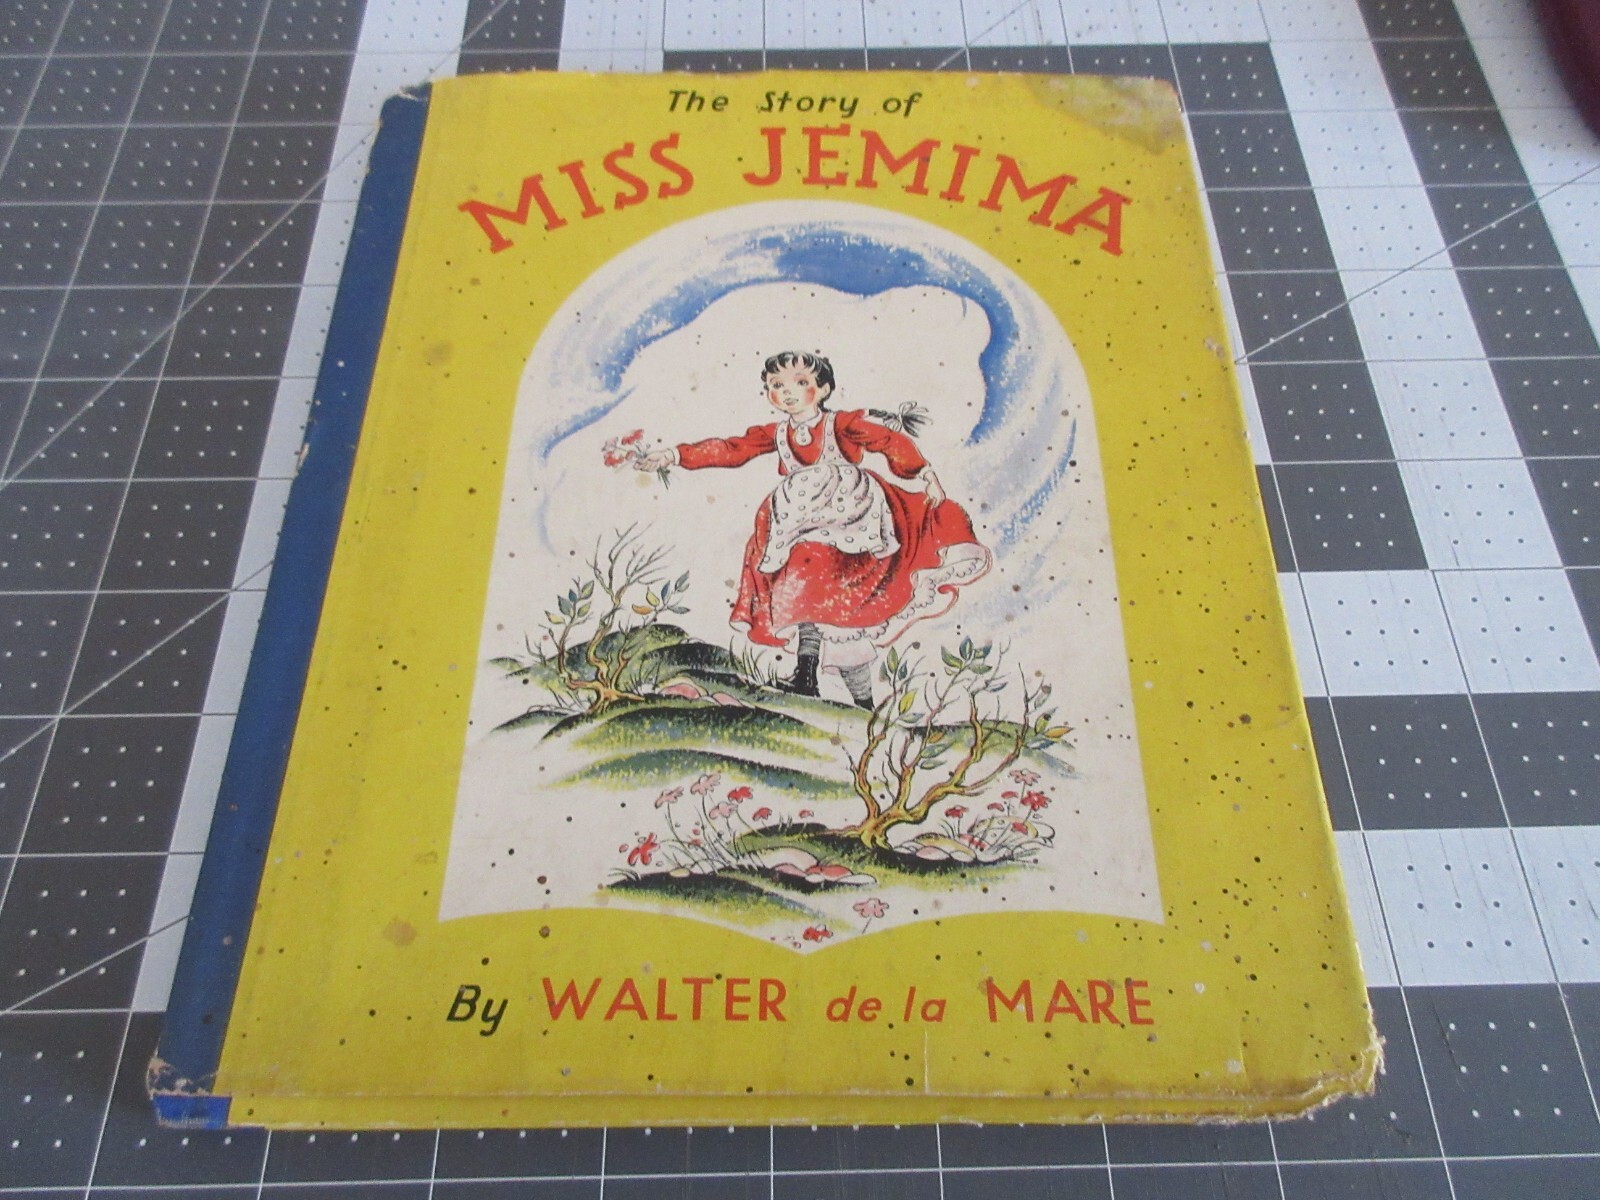 The Story of
MISS JEMIMA
By WALTER de la MARE